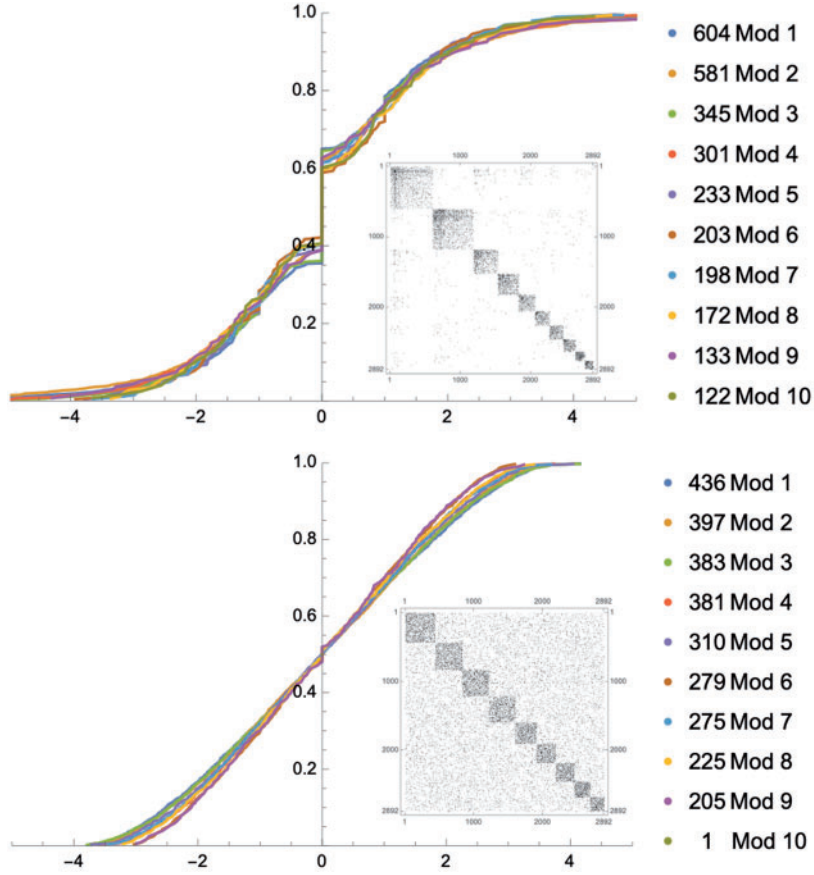 1.0
0.8
0.6
0.4
0.2
−4
−2
0
2
4
1
1000
2000
2892
1
1000
2000
2892
1
1000
2000
2892
1
1000
2000
2892
604 Mod 1
581 Mod 2
345 Mod 3
301 Mod 4
233 Mod 5
203 Mod 6
198 Mod 7
172 Mod 8
133 Mod 9
122 Mod 10
1.0
0.8
0.6
0.4
0.2
−4
−2
0
2
4
1
1000
2000
2892
1
1000
2000
2892
1
1000
2000
2892
1
1000
2000
2892
436 Mod 1
397 Mod 2
383 Mod 3
381 Mod 4
310 Mod 5
279 Mod 6
275 Mod 7
225 Mod 8
205 Mod 9
1 Mod 10